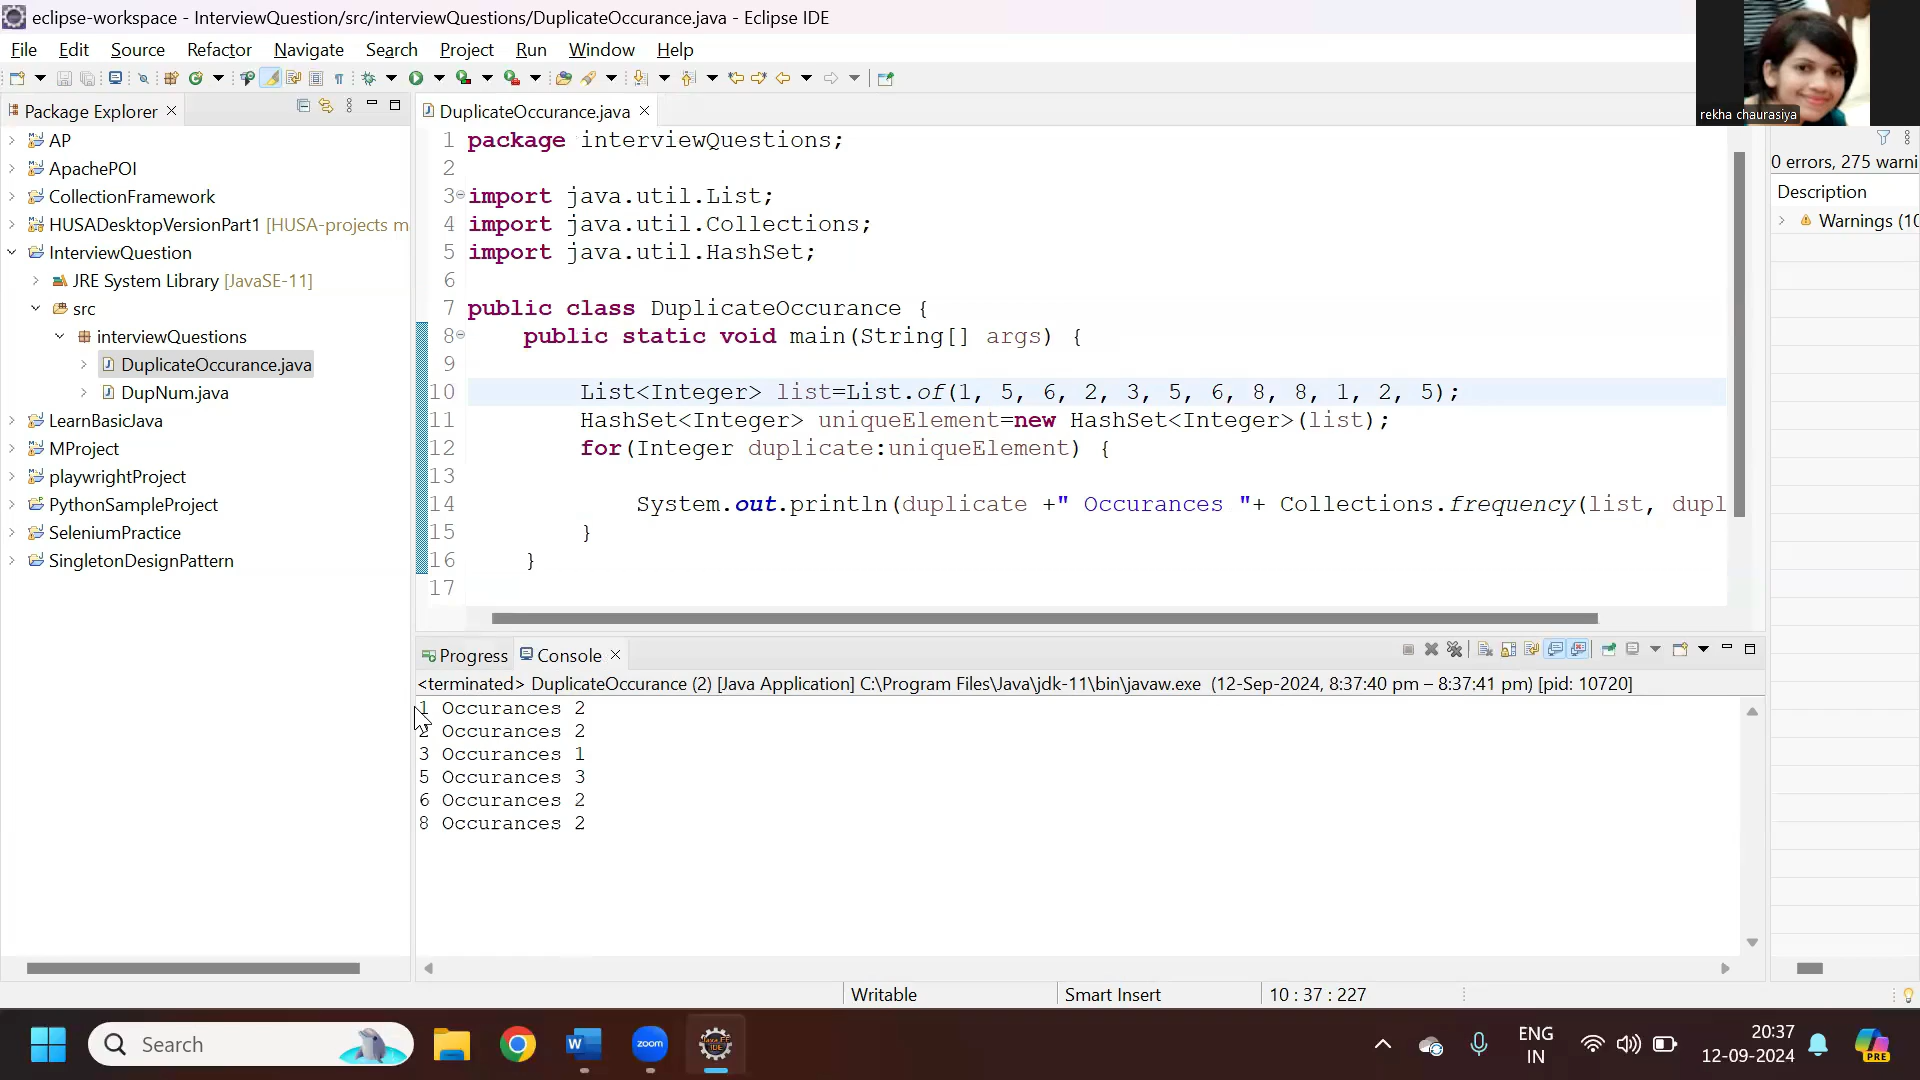 eclipse-workspace - InterviewQuestion/src/interviewQuestions/DuplicateOccurance.java - Eclipse IDE
File Edit Source Refactor Navigate Search Project Run Window Help
rekha chaurasiya
Package Explorer
AP
ApachePOI
CollectionFramework
HUSADesktopVersionPart1 [HUSA-projects m
InterviewQuestion
JRE System Library [JavaSE-11]
src
interviewQuestions
DuplicateOccurance.java
DupNum.java
LearnBasicJava
MProject
playwrightProject
PythonSampleProject
SeleniumPractice
SingletonDesignPattern
DuplicateOccurance.java
1 package interviewQuestions;
2
3 import java.util.List;
4 import java.util.Collections;
5 import java.util.HashSet;
6
7 public class DuplicateOccurance {
8 public static void main(String[] args) {
9
10 List<Integer> list=List.of(1, 5, 6, 2, 3, 5, 6, 8, 8, 1, 2, 5);
11 HashSet<Integer> uniqueElement=new HashSet<Integer>(list);
12 for(Integer duplicate:uniqueElement) {
13
14 System.out.println(duplicate +" Occurances "+ Collections.frequency(list, dupl
15 }
16 }
17
0 errors, 275 warni
Description
Warnings (10
Progress Console
<terminated> DuplicateOccurance (2) [Java Application] C:\Program Files\Java\jdk-11\bin\javaw.exe (12-Sep-2024, 8:37:40 pm – 8:37:41 pm) [pid: 10720]
1 Occurances 2
2 Occurances 2
3 Occurances 1
5 Occurances 3
6 Occurances 2
8 Occurances 2
Writable Smart Insert 10 : 37 : 227
Search
zoom
ENG
IN
20:37
12-09-2024
PRE